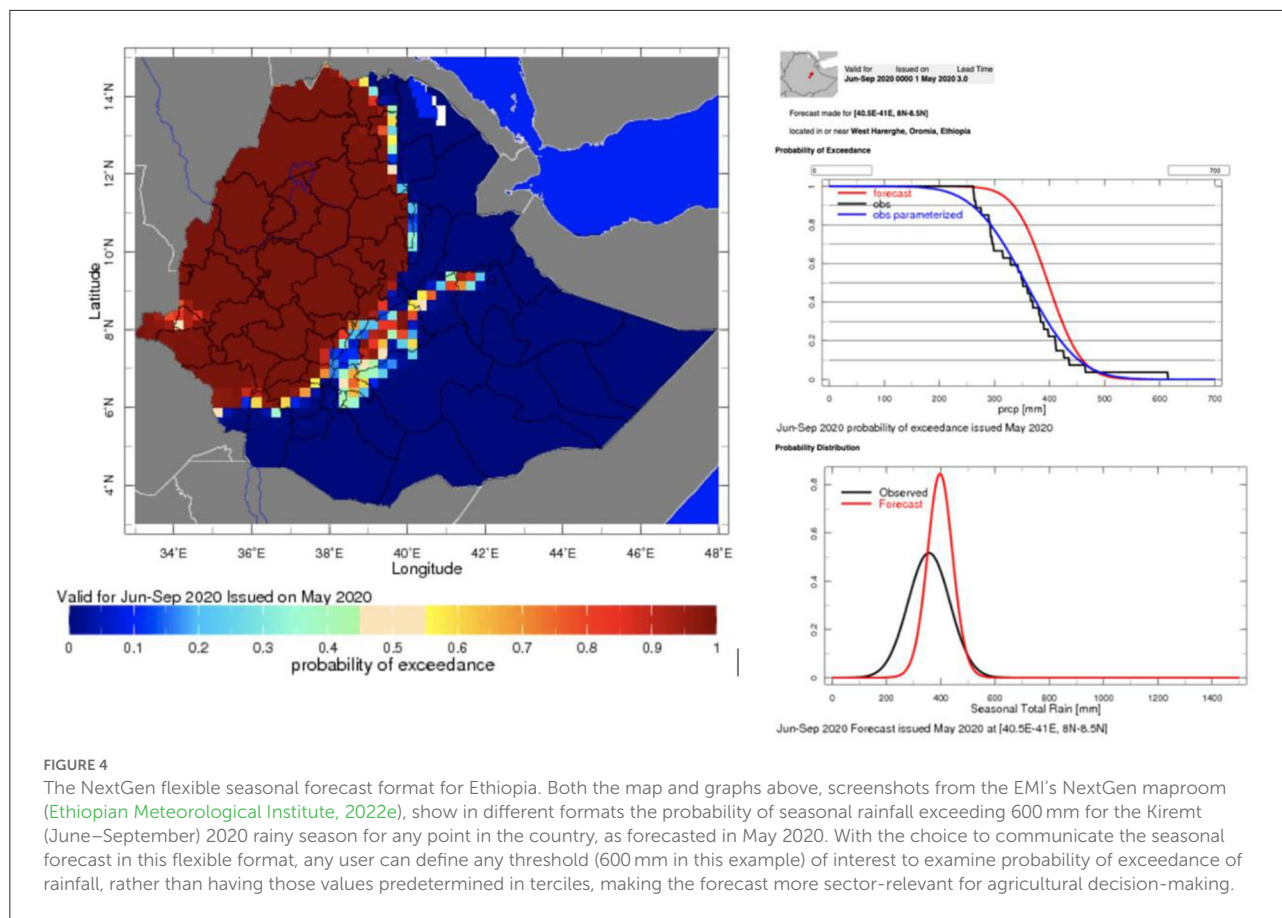 14°N
12°N
10°N
8°N
6°N
4°N
Latitude
34°E 36°E 38°E 40°E 42°E 44°E 46°E 48°E
Longitude
Valid for Jun-Sep 2020 Issued on May 2020
0 0.1 0.2 0.3 0.4 0.5 0.6 0.7 0.8 0.9 1
probability of exceedance
Valid for Issued on Lead Time
Jun-Sep 2020 0000 1 May 2020 3.0
Forecast made for [40.5E-41E, 8N-8.5N]
located in or near West Harerghe, Oromia, Ethiopia
Probability of Exceedance
0 700
forecast
obs
obs parameterized
1
0.8
0.6
0.4
0.2
0
0 100 200 300 400 500 600 700
prcp [mm]
Jun-Sep 2020 probability of exceedance issued May 2020
Probability Distribution
Observed
Forecast
0.8
0.6
0.4
0.2
0
0 200 400 600 800 1000 1200 1400
Seasonal Total Rain [mm]
Jun-Sep 2020 Forecast issued May 2020 at [40.5E-41E, 8N-8.5N]
FIGURE 4
The NextGen flexible seasonal forecast format for Ethiopia. Both the map and graphs above, screenshots from the EMI's NextGen maproom
(Ethiopian Meteorological Institute, 2022e), show in different formats the probability of seasonal rainfall exceeding 600 mm for the Kiremt
(June–September) 2020 rainy season for any point in the country, as forecasted in May 2020. With the choice to communicate the seasonal
forecast in this flexible format, any user can define any threshold (600 mm in this example) of interest to examine probability of exceedance of
rainfall, rather than having those values predetermined in terciles, making the forecast more sector-relevant for agricultural decision-making.